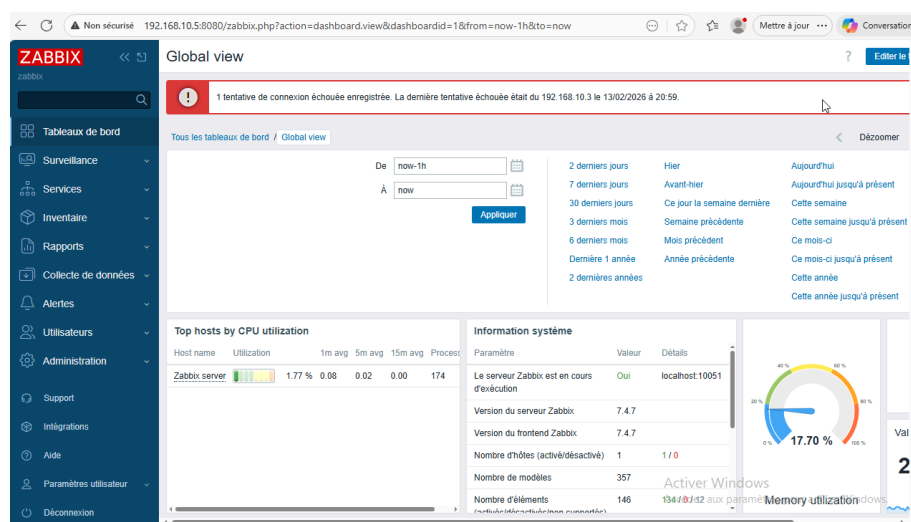 Non sécurisé 192.168.10.5:8080/zabbix.php?action=dashboard.view&dashboardid=1&from=now-1h&to=now Mettre à jour Conversation
ZABBIX
zabbix
Tableaux de bord
Surveillance
Services
Inventaire
Rapports
Collecte de données
Alertes
Utilisateurs
Administration
Support
Intégrations
Aide
Paramètres utilisateur
Déconnexion
Global view
? Editer le
1 tentative de connexion échouée enregistrée. La dernière tentative échouée était du 192.168.10.3 le 13/02/2026 à 20:59.
Tous les tableaux de bord / Global view
Dézoomer
De now-1h
À now
Appliquer
2 derniers jours Hier Aujourd'hui
7 derniers jours Avant-hier Aujourd'hui jusqu'à présent
30 derniers jours Ce jour la semaine dernière Cette semaine
3 derniers mois Semaine précédente Cette semaine jusqu'à présent
6 derniers mois Mois précédent Ce mois-ci
Dernière 1 année Année précédente Ce mois-ci jusqu'à présent
2 dernières années Cette année
Cette année jusqu'à présent
Top hosts by CPU utilization
Host name Utilization 1m avg 5m avg 15m avg Process
Zabbix server 1.77 % 0.08 0.02 0.00 174
Information système
Paramètre Valeur Détails
Le serveur Zabbix est en cours Oui localhost:10051
d'exécution
Version du serveur Zabbix 7.4.7
Version du frontend Zabbix 7.4.7
Nombre d'hôtes (activé/désactivé) 1 1 / 0
Nombre de modèles 357
Nombre d'éléments 146 134 / 0 / 12
(activés/désactivés/non supportés)
0 %
20 %
40 %
60 %
80 %
100 %
17.70 %
Memory utilization
Val
2
Activer Windows